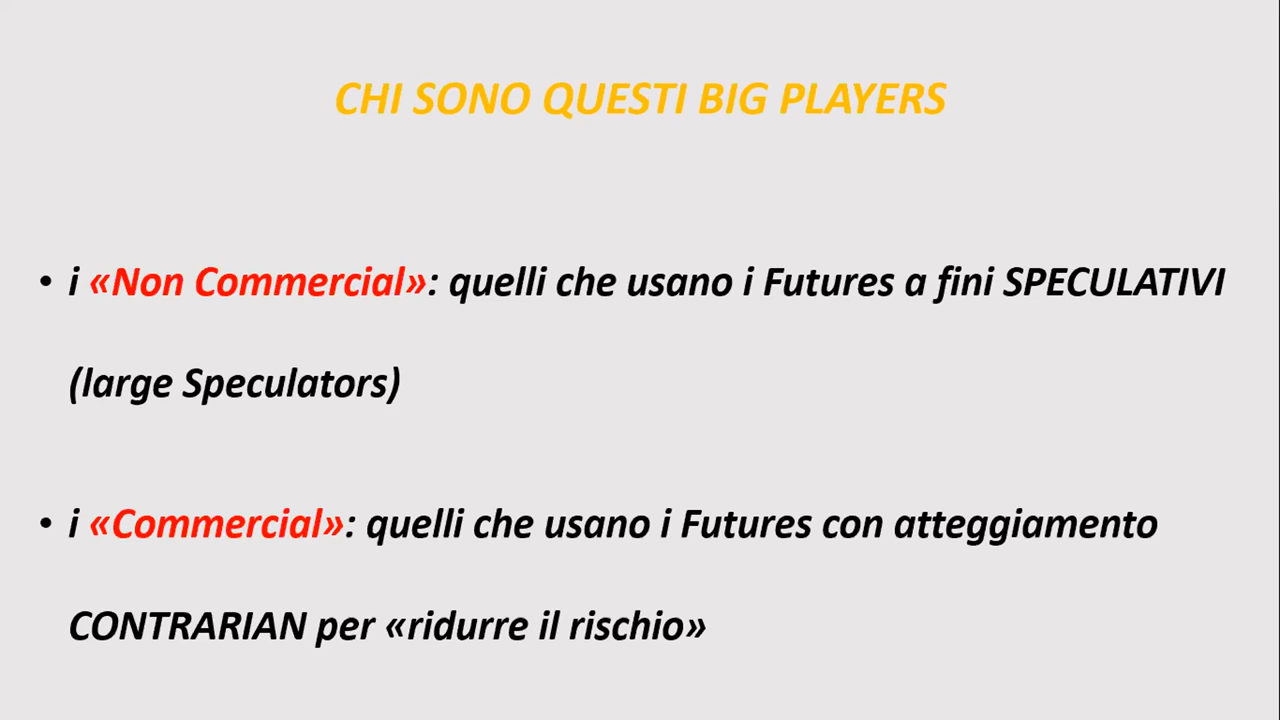 CHI SONO QUESTI BIG PLAYERS
• i «Non Commercial»: quelli che usano i Futures a fini SPECULATIVI
(large Speculators)
• i «Commercial»: quelli che usano i Futures con atteggiamento
CONTRARIAN per «ridurre il rischio»